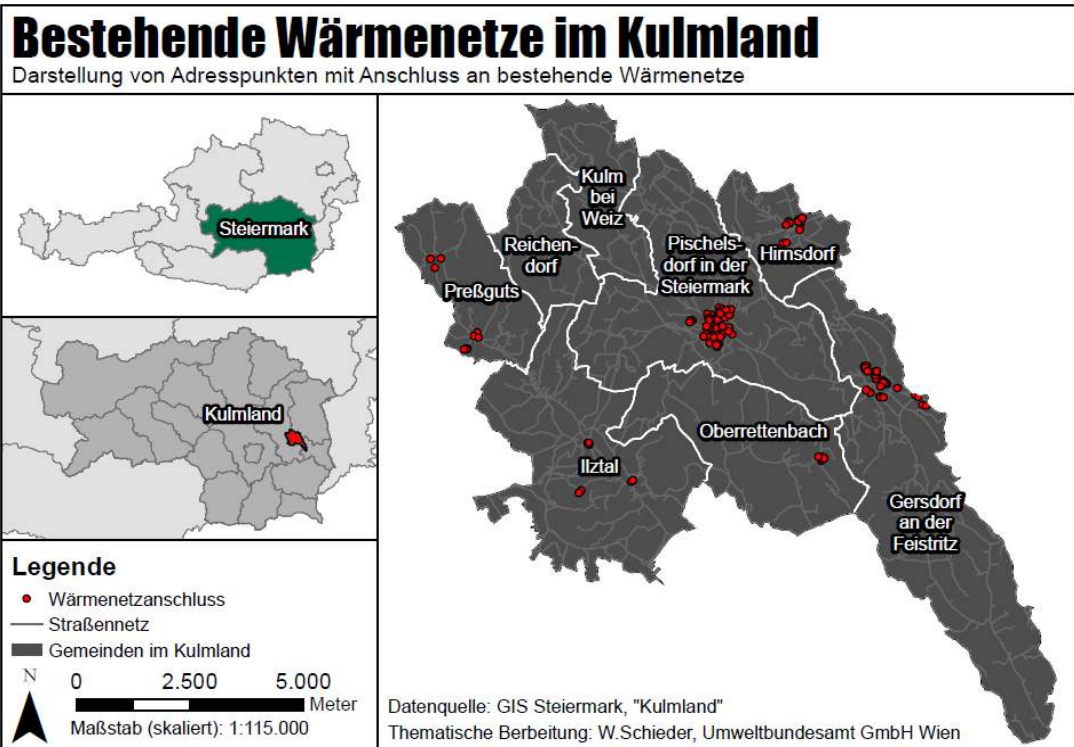 Bestehende Wärmenetze im Kulmland
Darstellung von Adresspunkten mit Anschluss an bestehende Wärmenetze
Steiermark
Kulmland
Legende
Wärmenetzanschluss
Straßennetz
Gemeinden im Kulmland
N
0 2.500 5.000
Meter
Maßstab (skaliert): 1:115.000
Kulm
bei
Weiz
Reichen-
dorf
Pischels-
dorf in der
Steiermark
Hirnsdorf
Preßguts
Oberrettenbach
Ilztal
Gersdorf
an der
Feistritz
Datenquelle: GIS Steiermark, "Kulmland"
Thematische Berbeitung: W.Schieder, Umweltbundesamt GmbH Wien